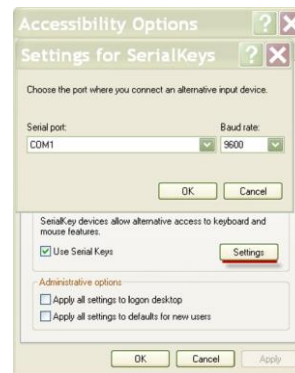 Accessibility Options
Settings for SerialKeys
Choose the port where you connect an alternative input device.
Serial port: Baud rate:
COM1 9600
OK Cancel
SerialKey devices allow alternative access to keyboard and
mouse features.
Use Serial Keys Settings
Administrative options
Apply all settings to logon desktop
Apply all settings to defaults for new users
OK Cancel Apply